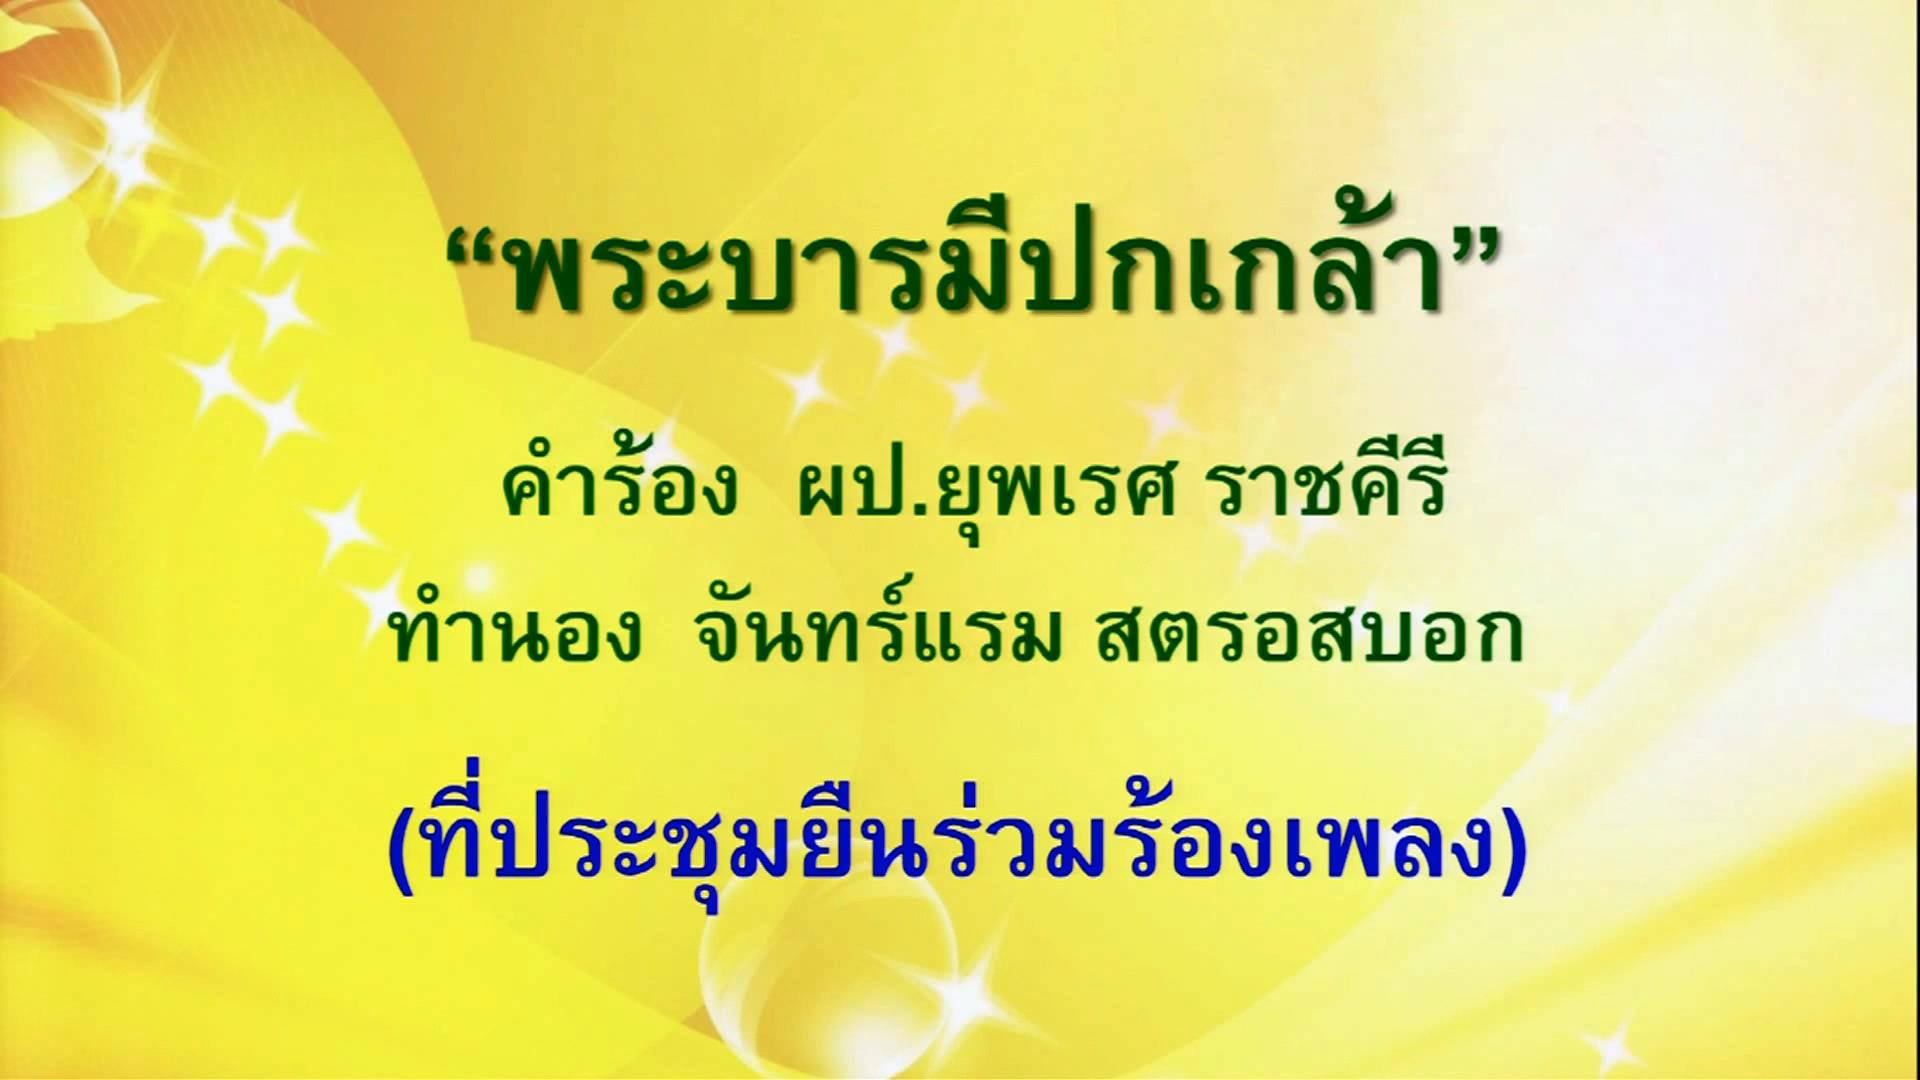 “พระบารมีปกเกล้า”
คำร้อง ผป.ยุพเรศ ราชคีรี
ทำนอง จันทร์แรม สตรอสบอก
(ที่ประชุมยืนร่วมร้องเพลง)